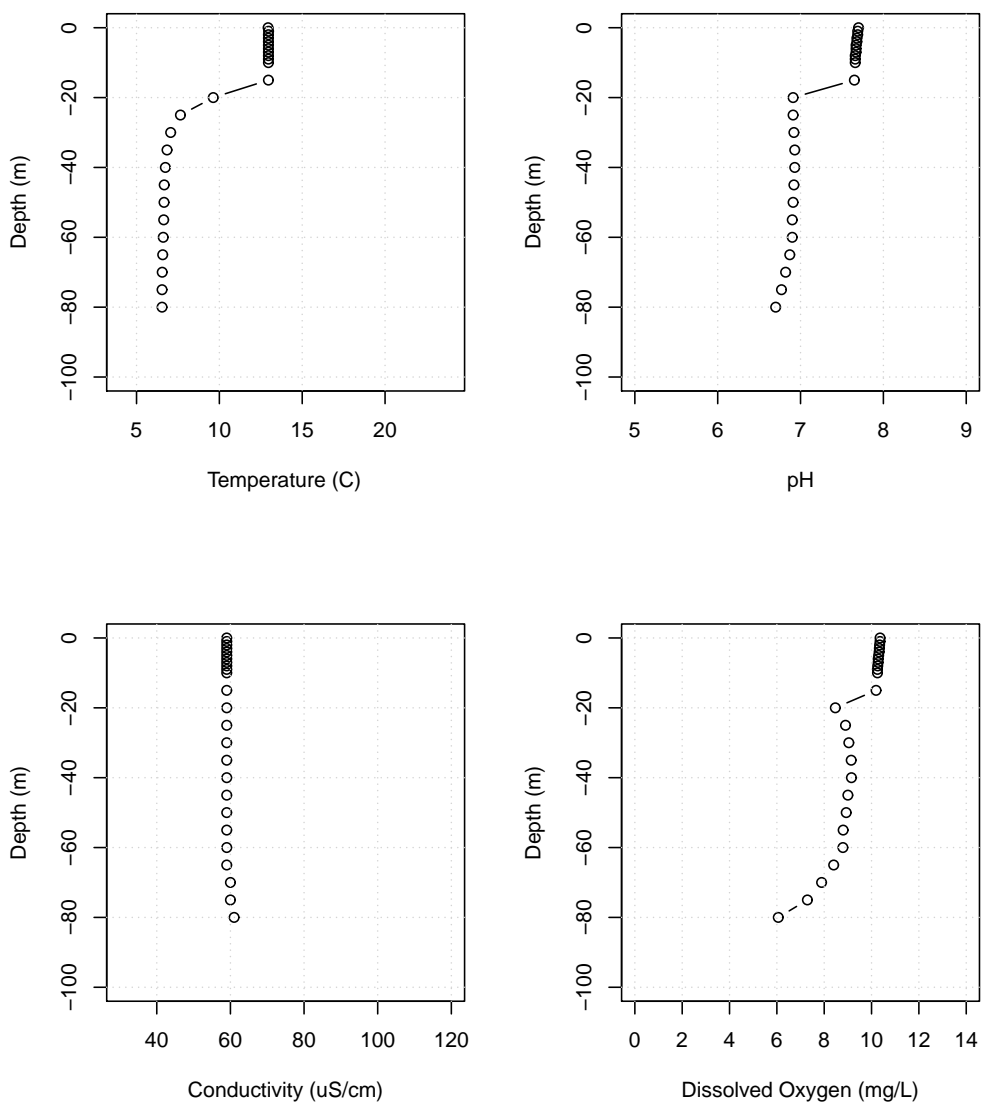 0
−20
−40
−60
−80
−100
Depth (m)
5 10 15 20
Temperature (C)
0
−20
−40
−60
−80
−100
Depth (m)
5 6 7 8 9
pH
0
−20
−40
−60
−80
−100
Depth (m)
40 60 80 100 120
Conductivity (uS/cm)
0
−20
−40
−60
−80
−100
Depth (m)
0 2 4 6 8 10 12 14
Dissolved Oxygen (mg/L)